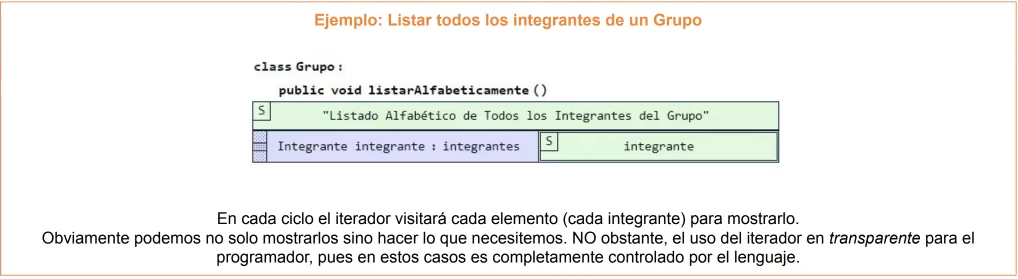 Ejemplo: Listar todos los integrantes de un Grupo
class Grupo:
public void listarAlfabeticamente ()
S "Listado Alfabético de Todos los Integrantes del Grupo"
Integrante integrante : integrantes S integrante
En cada ciclo el iterador visitará cada elemento (cada integrante) para mostrarlo.
Obviamente podemos no solo mostrarlos sino hacer lo que necesitemos. NO obstante, el uso del iterador en transparente para el
programador, pues en estos casos es completamente controlado por el lenguaje.